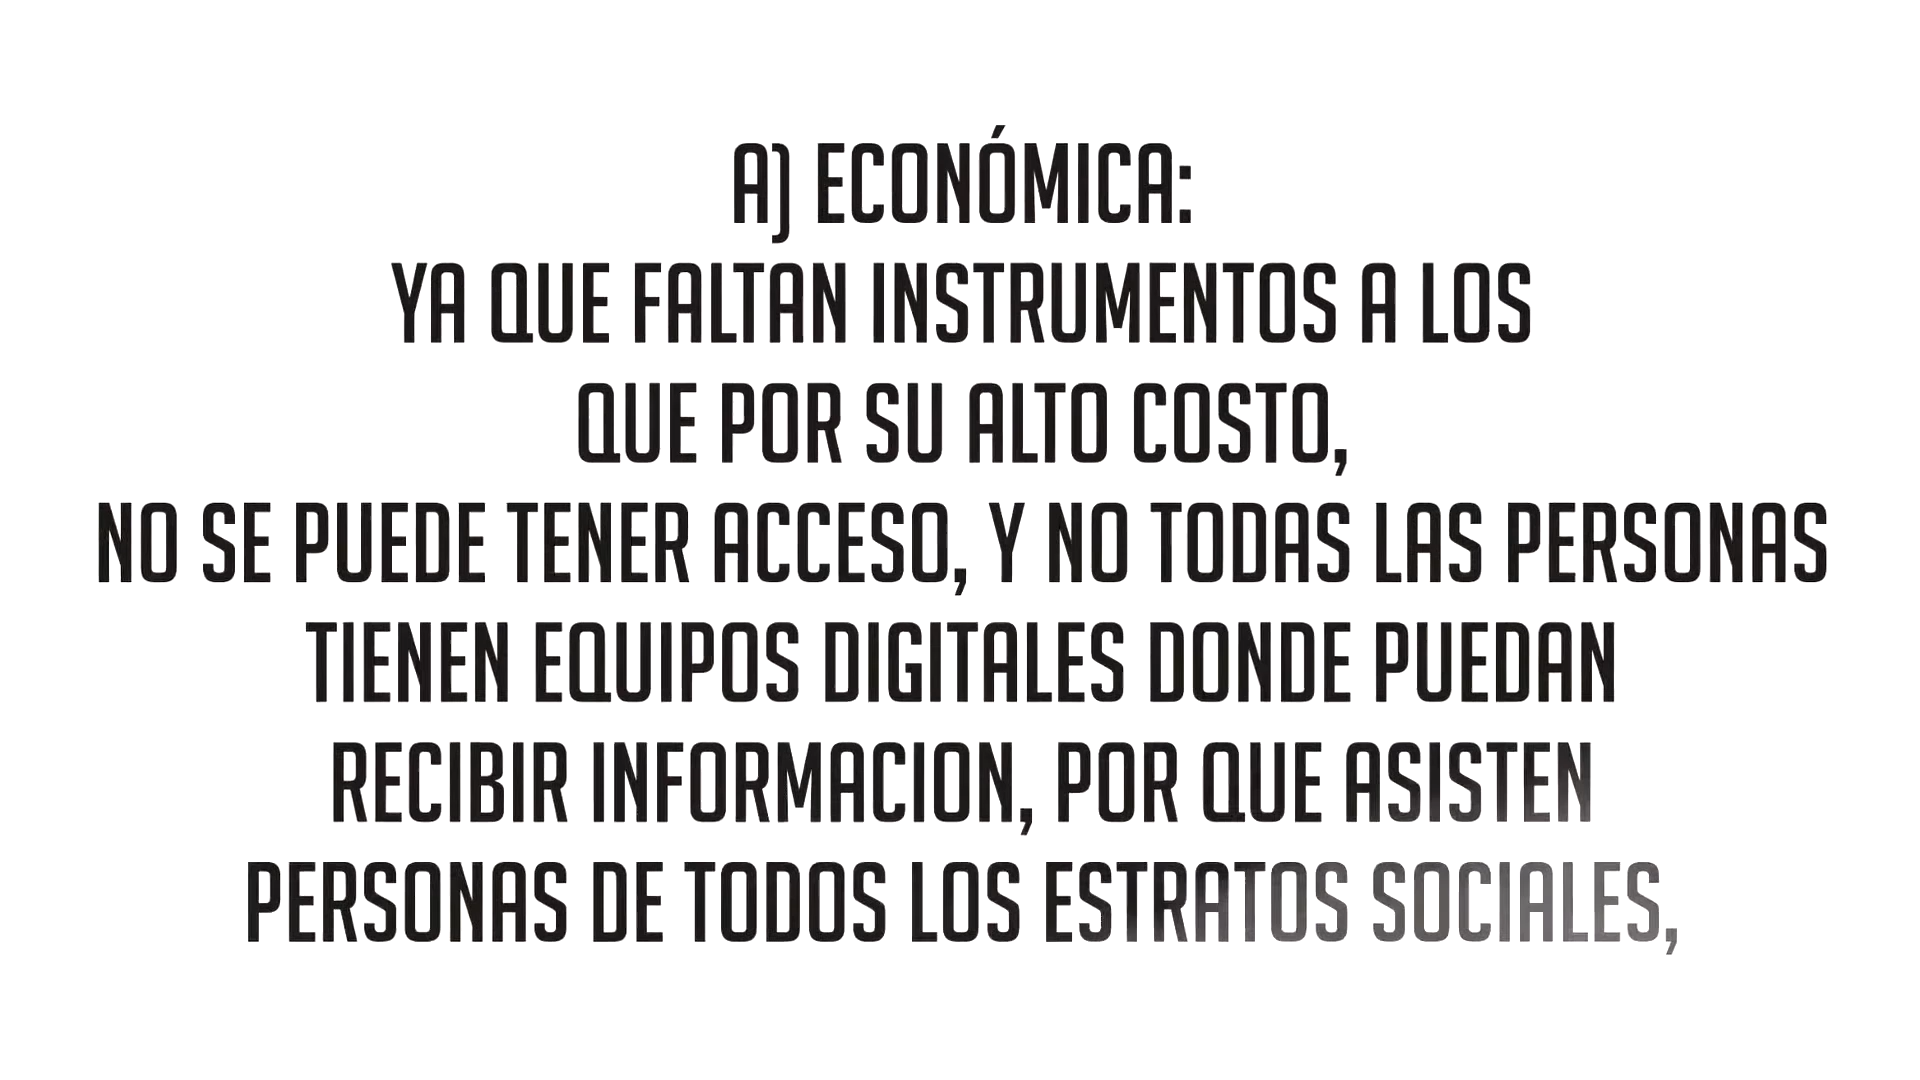 A) ECONÓMICA:
YA QUE FALTAN INSTRUMENTOS A LOS
QUE POR SU ALTO COSTO,
NO SE PUEDE TENER ACCESO, Y NO TODAS LAS PERSONAS
TIENEN EQUIPOS DIGITALES DONDE PUEDAN
RECIBIR INFORMACION, POR QUE ASISTEN
PERSONAS DE TODOS LOS ESTRATOS SOCIALES,